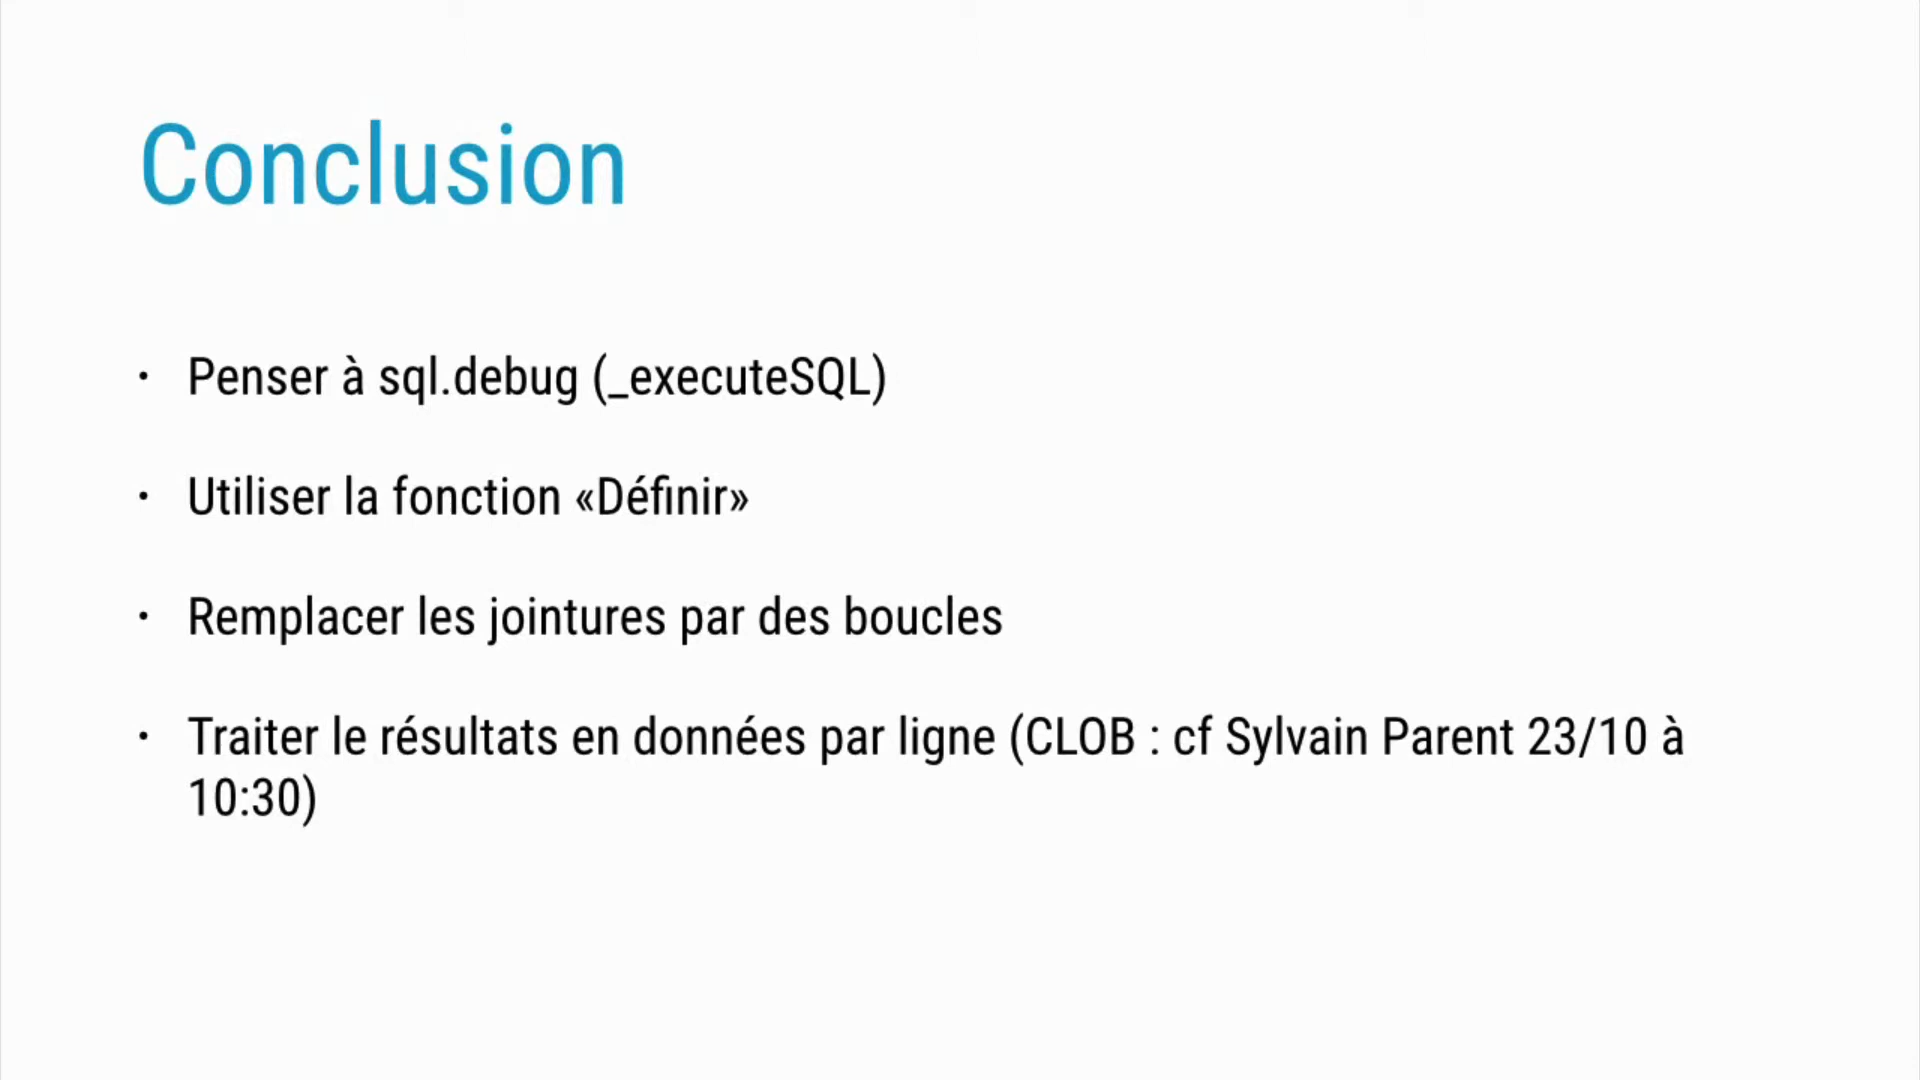 Conclusion
• Penser à sql.debug (_executeSQL)
• Utiliser la fonction «Définir»
• Remplacer les jointures par des boucles
• Traiter le résultats en données par ligne (CLOB : cf Sylvain Parent 23/10 à
10:30)